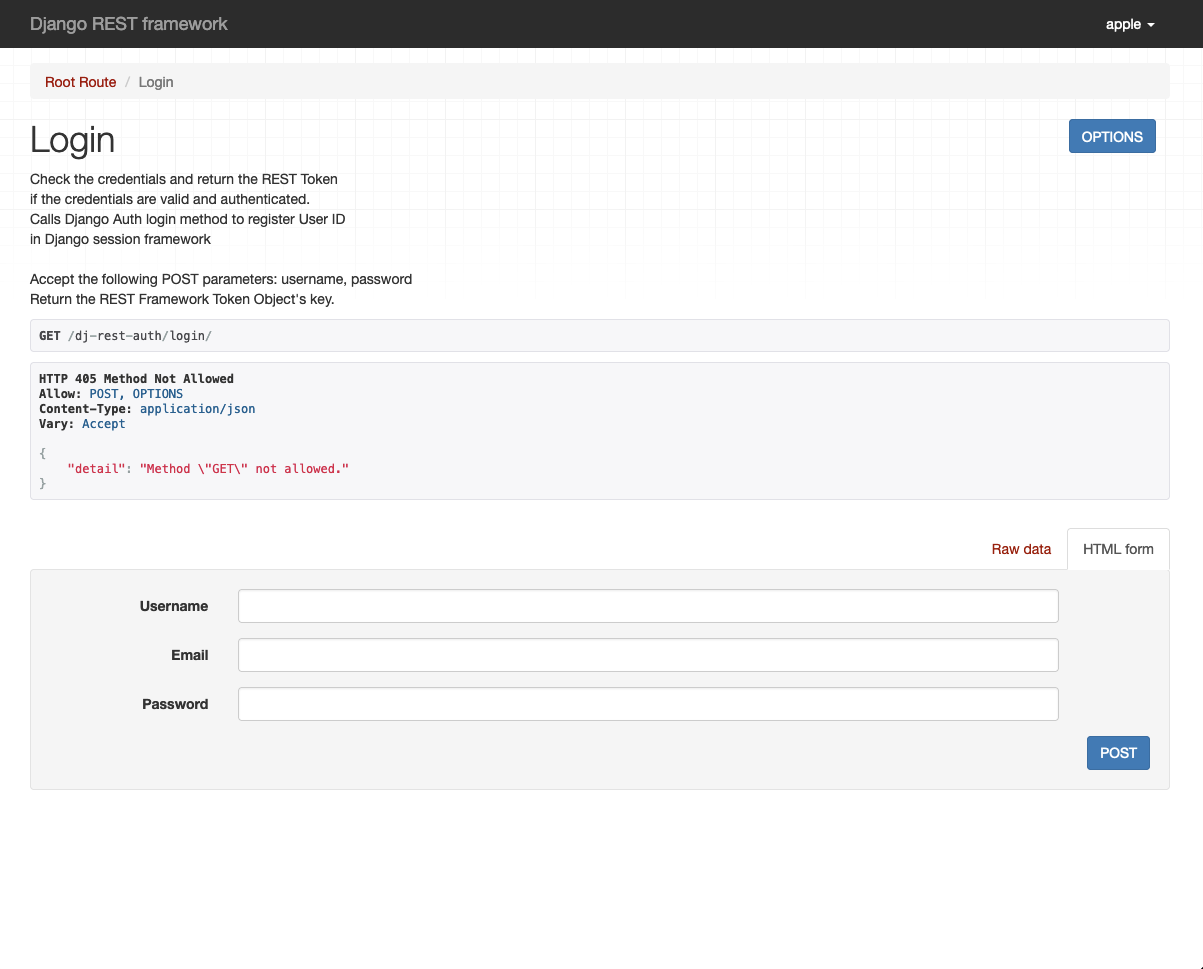 Django REST framework
apple
Root Route / Login
Login
OPTIONS
Check the credentials and return the REST Token
if the credentials are valid and authenticated.
Calls Django Auth login method to register User ID
in Django session framework
Accept the following POST parameters: username, password
Return the REST Framework Token Object's key.
GET /dj-rest-auth/login/
HTTP 405 Method Not Allowed
Allow: POST, OPTIONS
Content-Type: application/json
Vary: Accept
{
"detail": "Method \"GET\" not allowed."
}
Raw data
HTML form
Username
Email
Password
POST